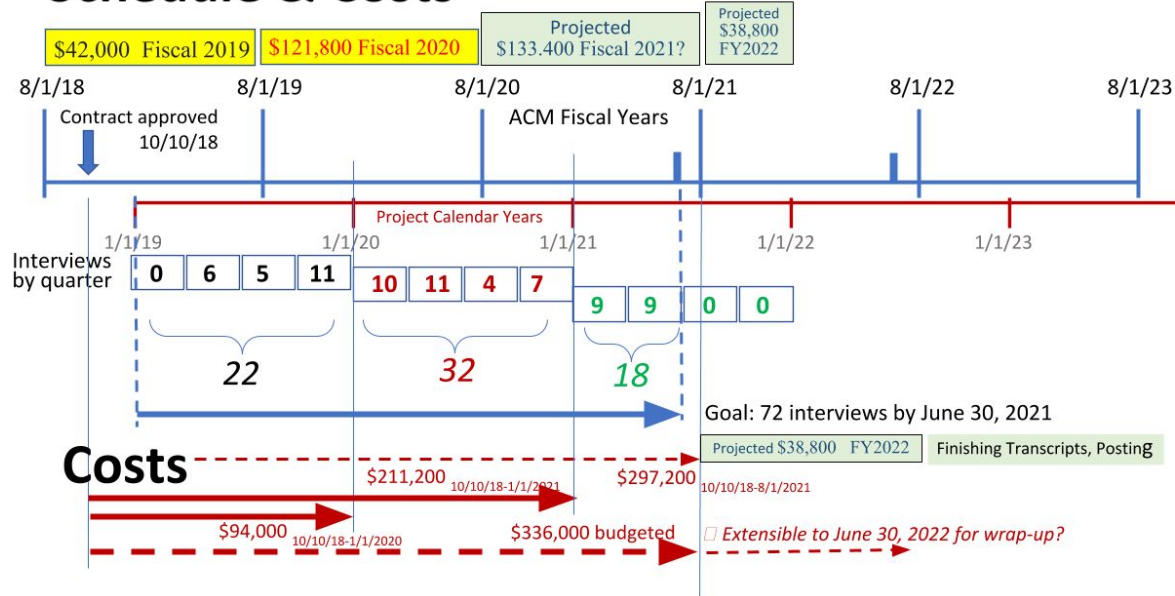 Schedule & Costs
Projected
$38,800
FY2022
Projected
$133.400 Fiscal 2021?
$42,000 Fiscal 2019
$121,800 Fiscal 2020
8/1/18
8/1/19
8/1/20
8/1/21
8/1/22
8/1/23
Contract approved
10/10/18
ACM Fiscal Years
Project Calendar Years
1/1/19
1/1/20
1/1/21
1/1/22
1/1/23
Interviews
by quarter
0 6 5 11
10 11 4 7
9 9 0 0
22
32
18
Goal: 72 interviews by June 30, 2021
Projected $38,800 FY2022
Finishing Transcripts, Posting
Costs
$211,200 10/10/18-1/1/2021
$297,200 10/10/18-8/1/2021
$94,000 10/10/18-1/1/2020
$336,000 budgeted
Extensible to June 30, 2022 for wrap-up?